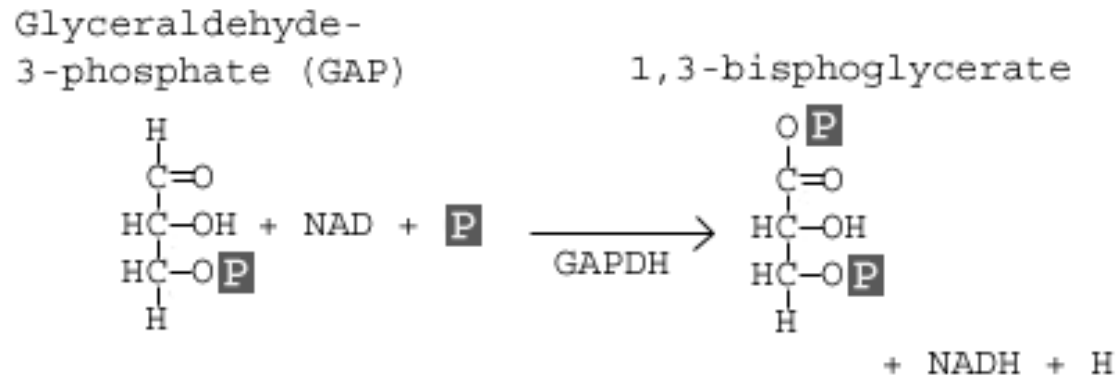 Glyceraldehyde-
3-phosphate (GAP)
1,3-bisphoglycerate
H
C=O
HC-OH + NAD + P
HC-O P
H
GAPDH
O P
C=O
HC-OH
HC-O P
H
+ NADH + H